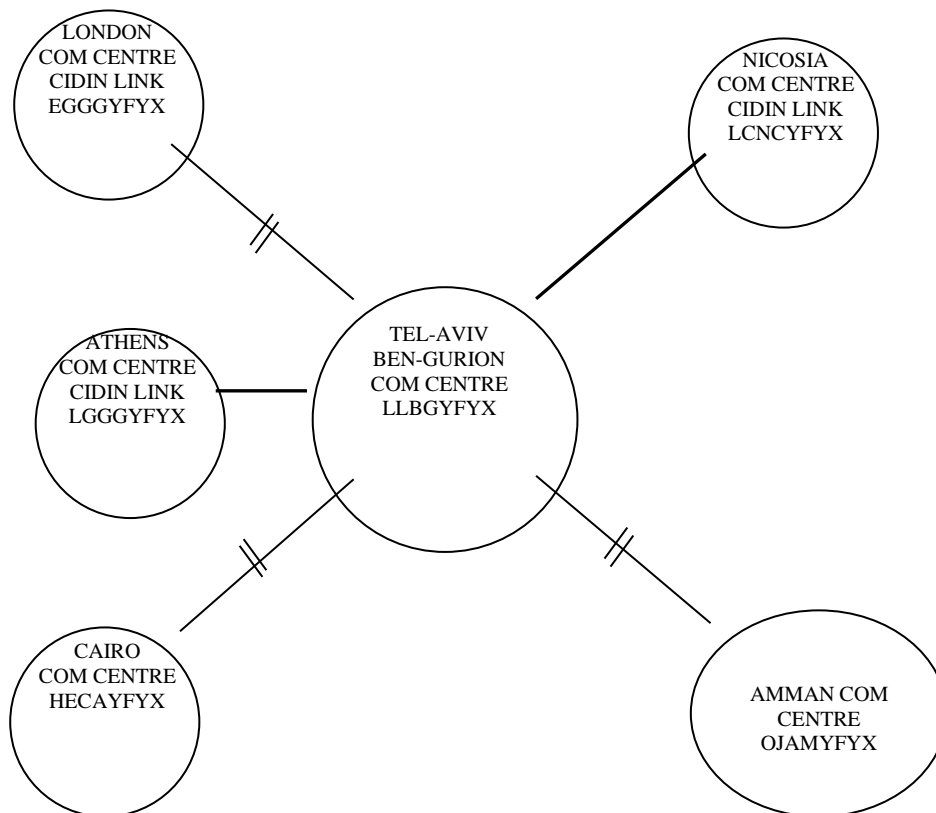 LONDON
COM CENTRE
CIDIN LINK
EGGGYFYX
NICOSIA
COM CENTRE
CIDIN LINK
LCNCYFYX
TEL-AVIV
BEN-GURION
COM CENTRE
LLBGYFYX
ATHENS
COM CENTRE
CIDIN LINK
LGGGYFYX
CAIRO
COM CENTRE
HECAYFYX
AMMAN COM
CENTRE
OJAMYFYX